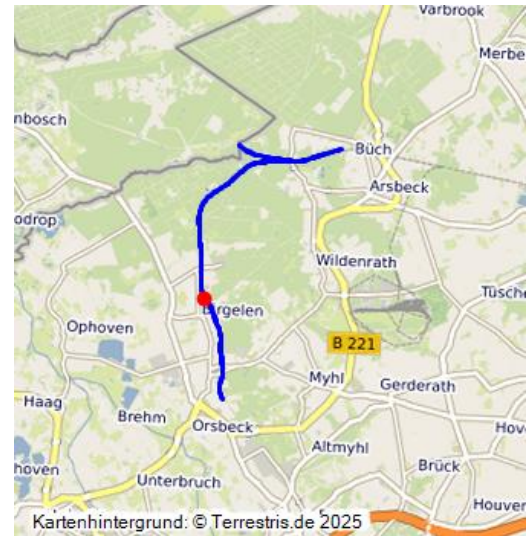 Varbrook
Merbe
nbosch
Büch
Arsbeck
odrop
Wildenrath
Tüsche
Birgelen
Ophoven
B 221
Myhl
Gerderath
Haag
Brehm
Orsbeck
Hov
Altmyhl
hoven
Unterbruch
Brück
Houver
Kartenhintergrund: © Terrestris.de 2025